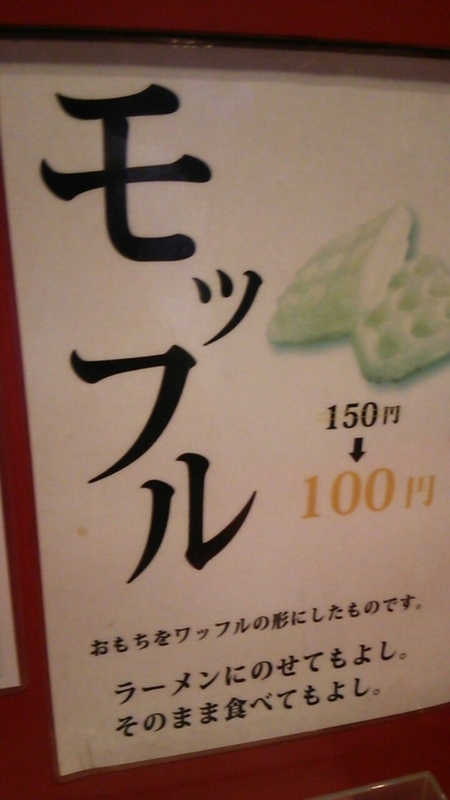 モッフル
150円
100円
おもちをワッフルの形にしたものです。
ラーメンにのせてもよし。
そのまま食べてもよし。